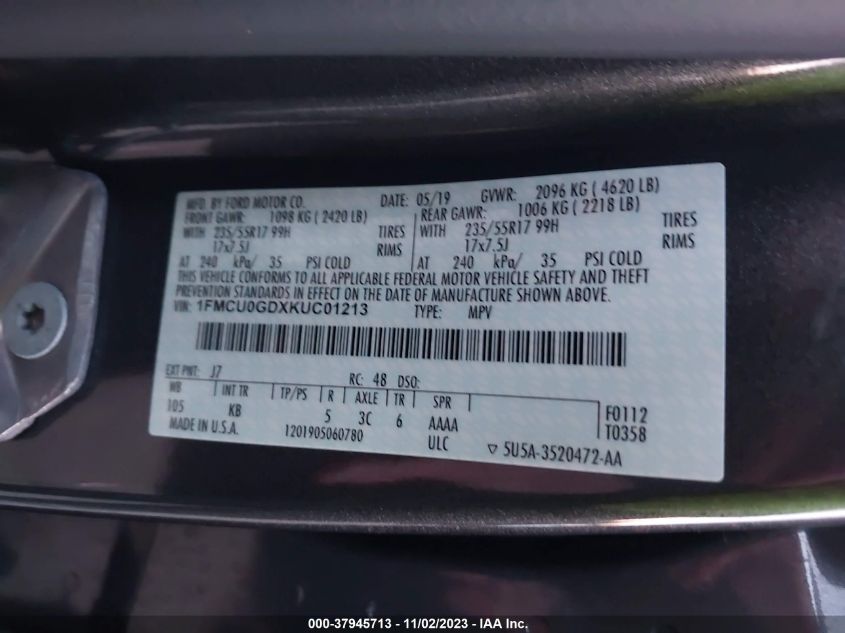 MFD. BY FORD MOTOR CO. DATE: 05/19 GVWR: 2096 KG ( 4620 LB)
FRONT GAWR: 1098 KG ( 2420 LB) REAR GAWR: 1006 KG ( 2218 LB)
WITH 235/55R17 99H TIRES WITH 235/55R17 99H TIRES
17x7.5J RIMS 17x7.5J RIMS
AT 240 kPa/ 35 PSI COLD AT 240 kPa/ 35 PSI COLD
THIS VEHICLE CONFORMS TO ALL APPLICABLE FEDERAL MOTOR VEHICLE SAFETY AND THEFT
PREVENTION STANDARDS IN EFFECT ON THE DATE OF MANUFACTURE SHOWN ABOVE.
VIN: 1FMCU0GDXKUC01213 TYPE: MPV
EXT PNT: J7 RC: 48 DSO:
WB INT TR TP/PS R AXLE TR SPR
105 KB 5 3C 6 AAAA F0112
MADE IN U.S.A. 1201905060780 ULC T0358
▽ 5U5A-3520472-AA
000-37945713 - 11/02/2023 - IAA Inc.